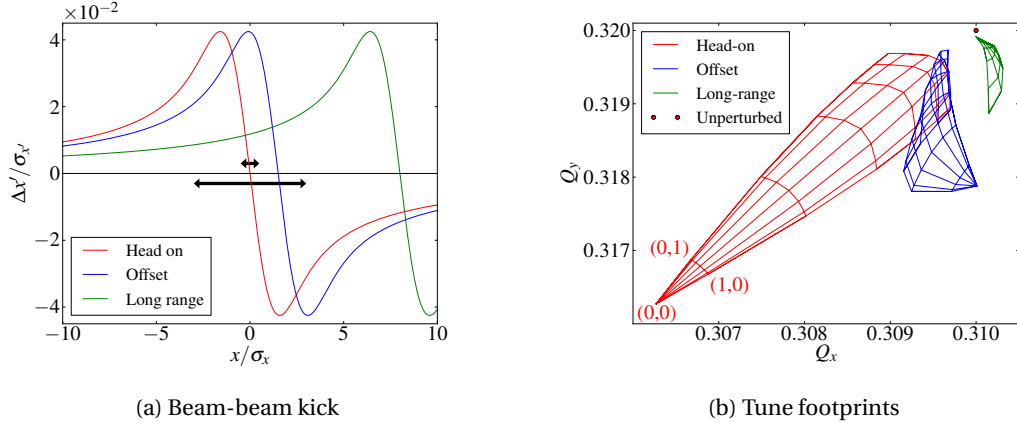 ×10⁻²
4
2
0
−2
−4
Δx′/σx′
−10
−5
0
5
10
x/σx
Head on
Offset
Long range
(a) Beam-beam kick
0.320
0.319
0.318
0.317
Qy
Head-on
Offset
Long-range
Unperturbed
(0,1)
(1,0)
(0,0)
0.307
0.308
0.309
0.310
Qx
(b) Tune footprints